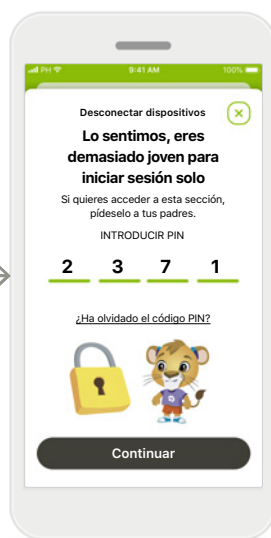 PH 9:41 AM 100%
Desconectar dispositivos
Lo sentimos, eres
demasiado joven para
iniciar sesión solo
Si quieres acceder a esta sección,
pídeselo a tus padres.
INTRODUCIR PIN
2 3 7 1
¿Ha olvidado el código PIN?
Continuar